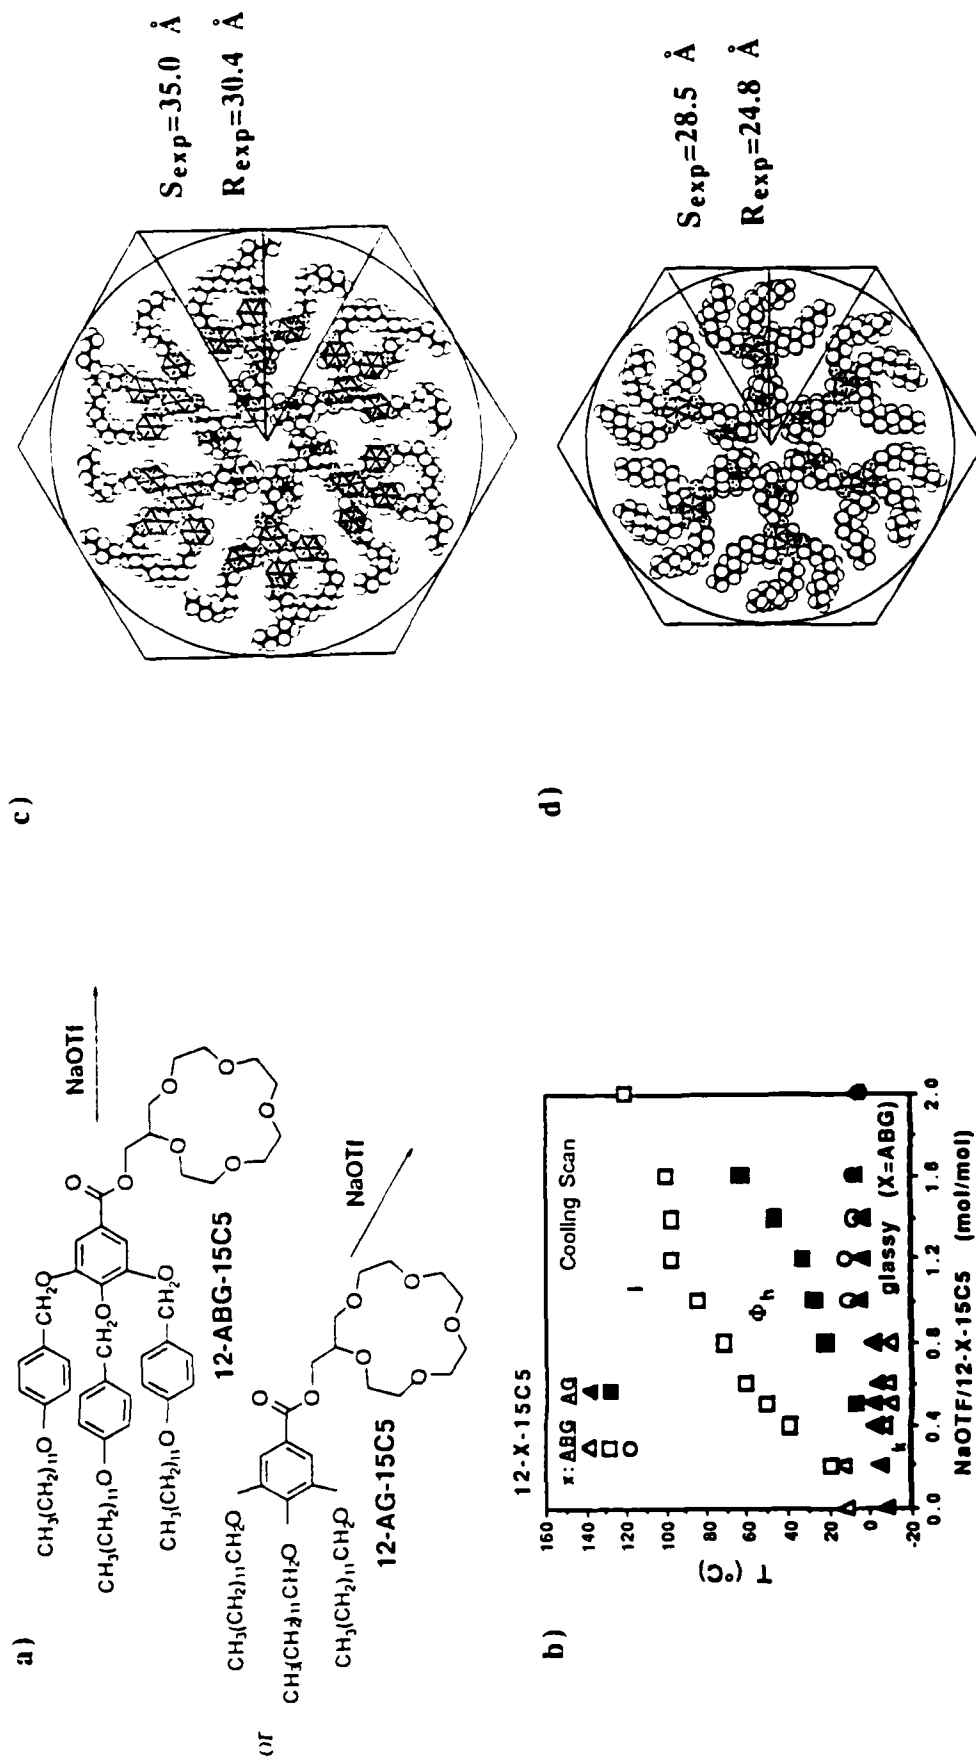 a)
CH₃(CH₂)₁₁O
CH₂O
CH₃(CH₂)₁₁O
CH₂O
CH₃(CH₂)₁₁O
CH₂O
O
O
O
O
O
O
O
NaOTf
12-ABG-15C5
or
CH₃(CH₂)₁₁CH₂O
CH₃(CH₂)₁₁CH₂O
CH₃(CH₂)₁₁CH₂O
O
O
O
O
O
O
O
NaOTf
12-AG-15C5
b)
12-X-15C5
x: ABG AG
Cooling Scan
I
Φh
k
glassy (X=ABG)
T (°C)
160
140
120
100
80
60
40
20
0
-20
0.0 0.4 0.8 1.2 1.6 2.0
NaOTF/12-X-15C5 (mol/mol)
c)
Sexp=35.0 Å
Rexp=30.4 Å
d)
Sexp=28.5 Å
Rexp=24.8 Å